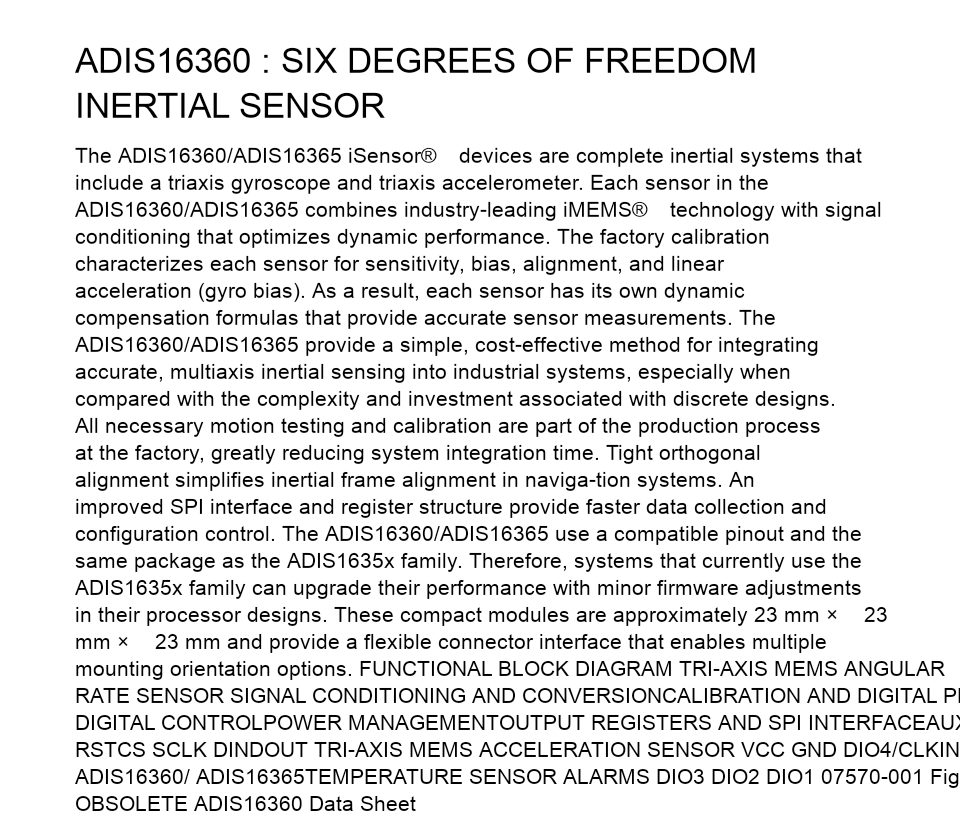 ADIS16360 : SIX DEGREES OF FREEDOM
INERTIAL SENSOR
The ADIS16360/ADIS16365 iSensor® devices are complete inertial systems that
include a triaxis gyroscope and triaxis accelerometer. Each sensor in the
ADIS16360/ADIS16365 combines industry-leading iMEMS® technology with signal
conditioning that optimizes dynamic performance. The factory calibration
characterizes each sensor for sensitivity, bias, alignment, and linear
acceleration (gyro bias). As a result, each sensor has its own dynamic
compensation formulas that provide accurate sensor measurements. The
ADIS16360/ADIS16365 provide a simple, cost-effective method for integrating
accurate, multiaxis inertial sensing into industrial systems, especially when
compared with the complexity and investment associated with discrete designs.
All necessary motion testing and calibration are part of the production process
at the factory, greatly reducing system integration time. Tight orthogonal
alignment simplifies inertial frame alignment in naviga-tion systems. An
improved SPI interface and register structure provide faster data collection and
configuration control. The ADIS16360/ADIS16365 use a compatible pinout and the
same package as the ADIS1635x family. Therefore, systems that currently use the
ADIS1635x family can upgrade their performance with minor firmware adjustments
in their processor designs. These compact modules are approximately 23 mm × 23
mm × 23 mm and provide a flexible connector interface that enables multiple
mounting orientation options. FUNCTIONAL BLOCK DIAGRAM TRI-AXIS MEMS ANGULAR
RATE SENSOR SIGNAL CONDITIONING AND CONVERSIONCALIBRATION AND DIGITAL
DIGITAL CONTROLPOWER MANAGEMENTOUTPUT REGISTERS AND SPI INTERFACEAUX
RSTCS SCLK DINDOUT TRI-AXIS MEMS ACCELERATION SENSOR VCC GND DIO4/CLKIN
ADIS16360/ ADIS16365TEMPERATURE SENSOR ALARMS DIO3 DIO2 DIO1 07570-001 Fig
OBSOLETE ADIS16360 Data Sheet